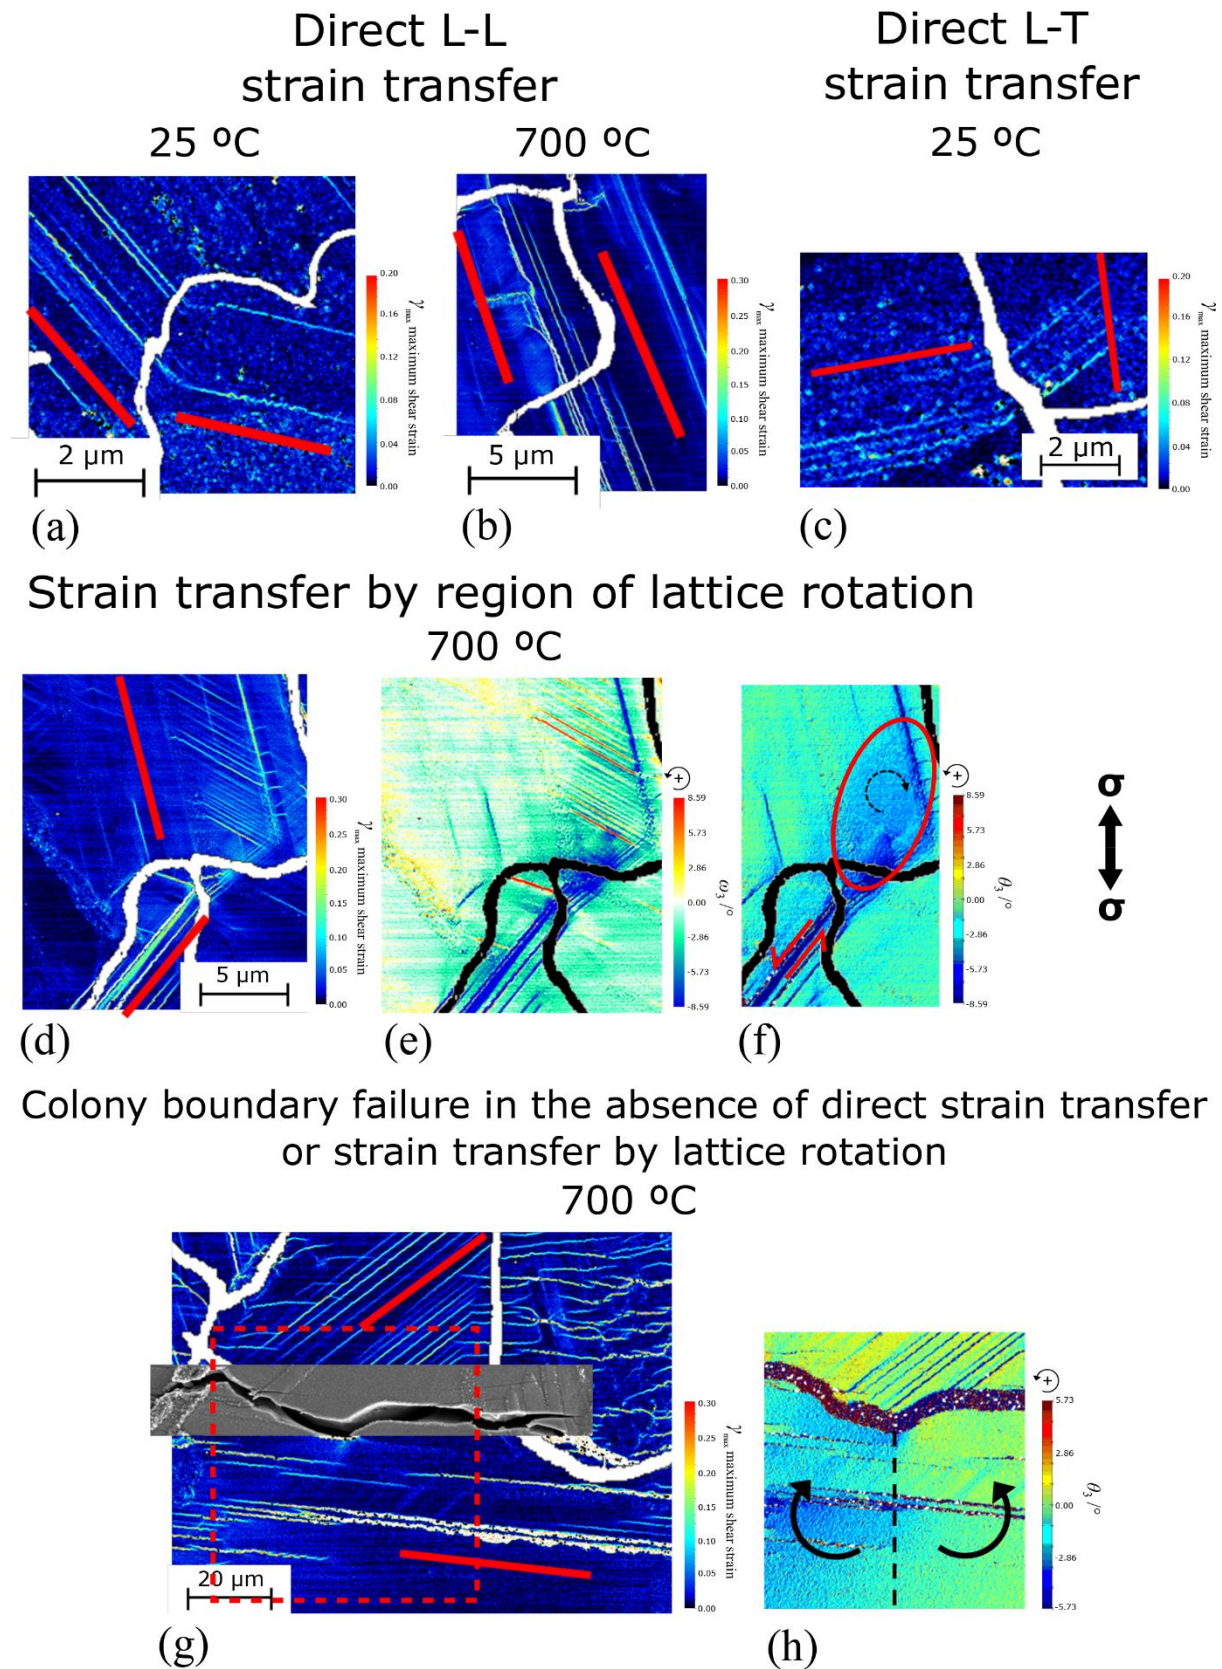 Direct L-L
strain transfer
Direct L-T
strain transfer
25 ºC
700 ºC
25 ºC
0.20
0.16
0.12
0.08
0.04
0.00
γmax maximum shear strain
2 μm
(a)
0.30
0.25
0.20
0.15
0.10
0.05
0.00
γmax maximum shear strain
5 μm
(b)
0.20
0.16
0.12
0.08
0.04
0.00
γmax maximum shear strain
2 μm
(c)
Strain transfer by region of lattice rotation
700 ºC
0.30
0.25
0.20
0.15
0.10
0.05
0.00
γmax maximum shear strain
5 μm
(d)
+
8.59
5.73
2.86
0.00
-2.86
-5.73
-8.59
ω3 /°
(e)
+
8.59
5.73
2.86
0.00
-2.86
-5.73
-8.59
θ3 /°
(f)
σ
σ
Colony boundary failure in the absence of direct strain transfer
or strain transfer by lattice rotation
700 ºC
0.30
0.25
0.20
0.15
0.10
0.05
0.00
γmax maximum shear strain
20 μm
(g)
+
5.73
2.86
0.00
-2.86
-5.73
θ3 /°
(h)